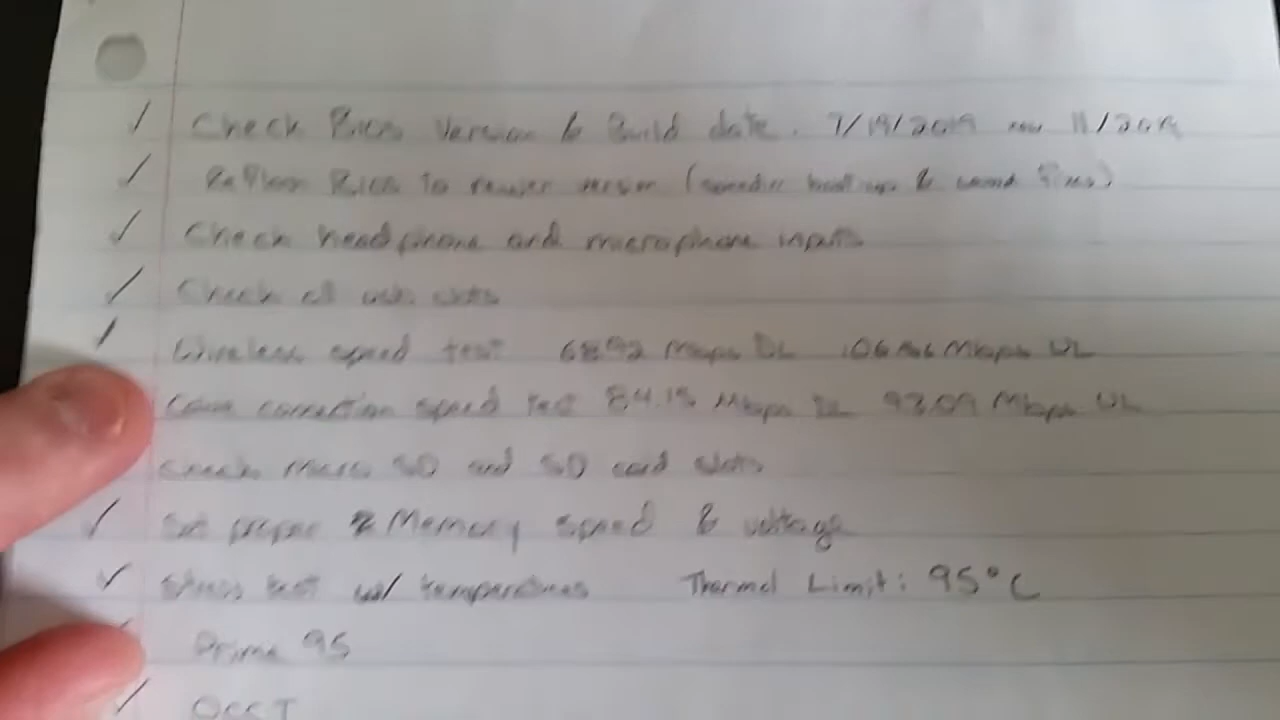 Check Bios Version & Build date. 7/19/2019 now 11/2019
Reflash Bios to newer version
Check headphone and microphone inputs
Check all
Wireless speed test Mbps DL Mbps UL
connection speed test 84.15 Mbps DL 93.09 Mbps UL
Check micro SD and SD card slots
Set proper Memory speed & voltage
Stress test w/ temperatures Thermal Limit: 95°C
Prime 95
OCCT